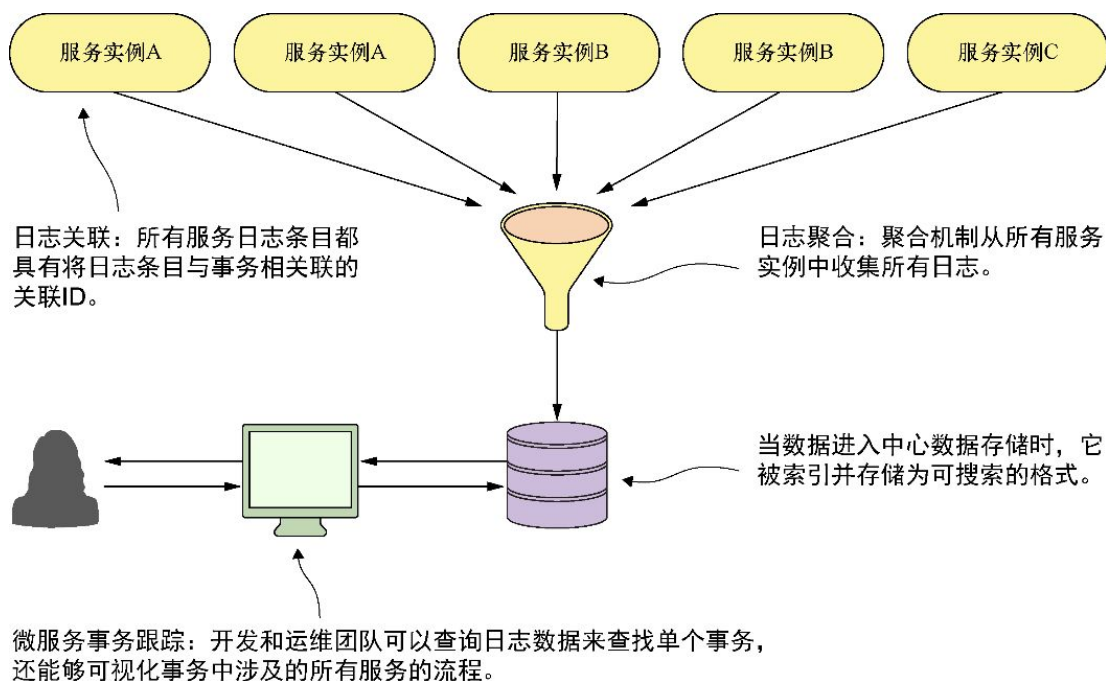 服务实例A
服务实例A
服务实例B
服务实例B
服务实例C
日志关联：所有服务日志条目都
具有将日志条目与事务相关联的
关联ID。
日志聚合：聚合机制从所有服务
实例中收集所有日志。
当数据进入中心数据存储时，它
被索引并存储为可搜索的格式。
微服务事务跟踪：开发和运维团队可以查询日志数据来查找单个事务，
还能够可视化事务中涉及的所有服务的流程。